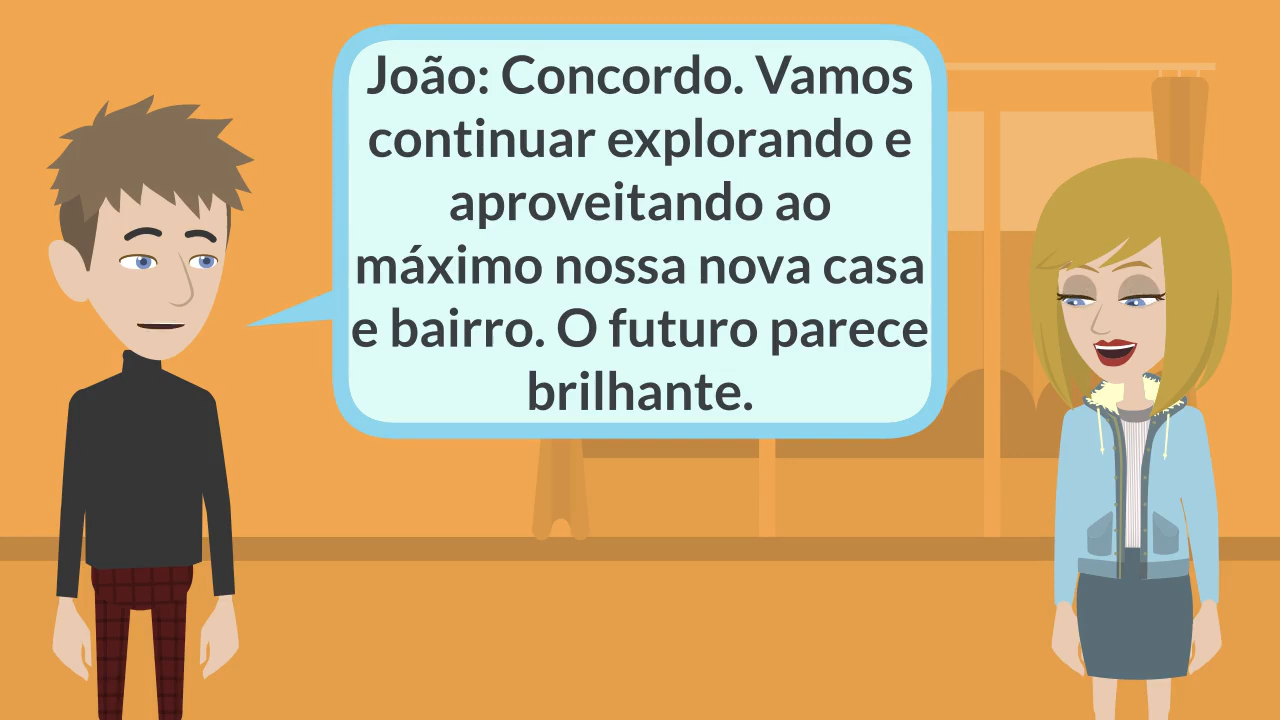 João: Concordo. Vamos
continuar explorando e
aproveitando ao
máximo nossa nova casa
e bairro. O futuro parece
brilhante.